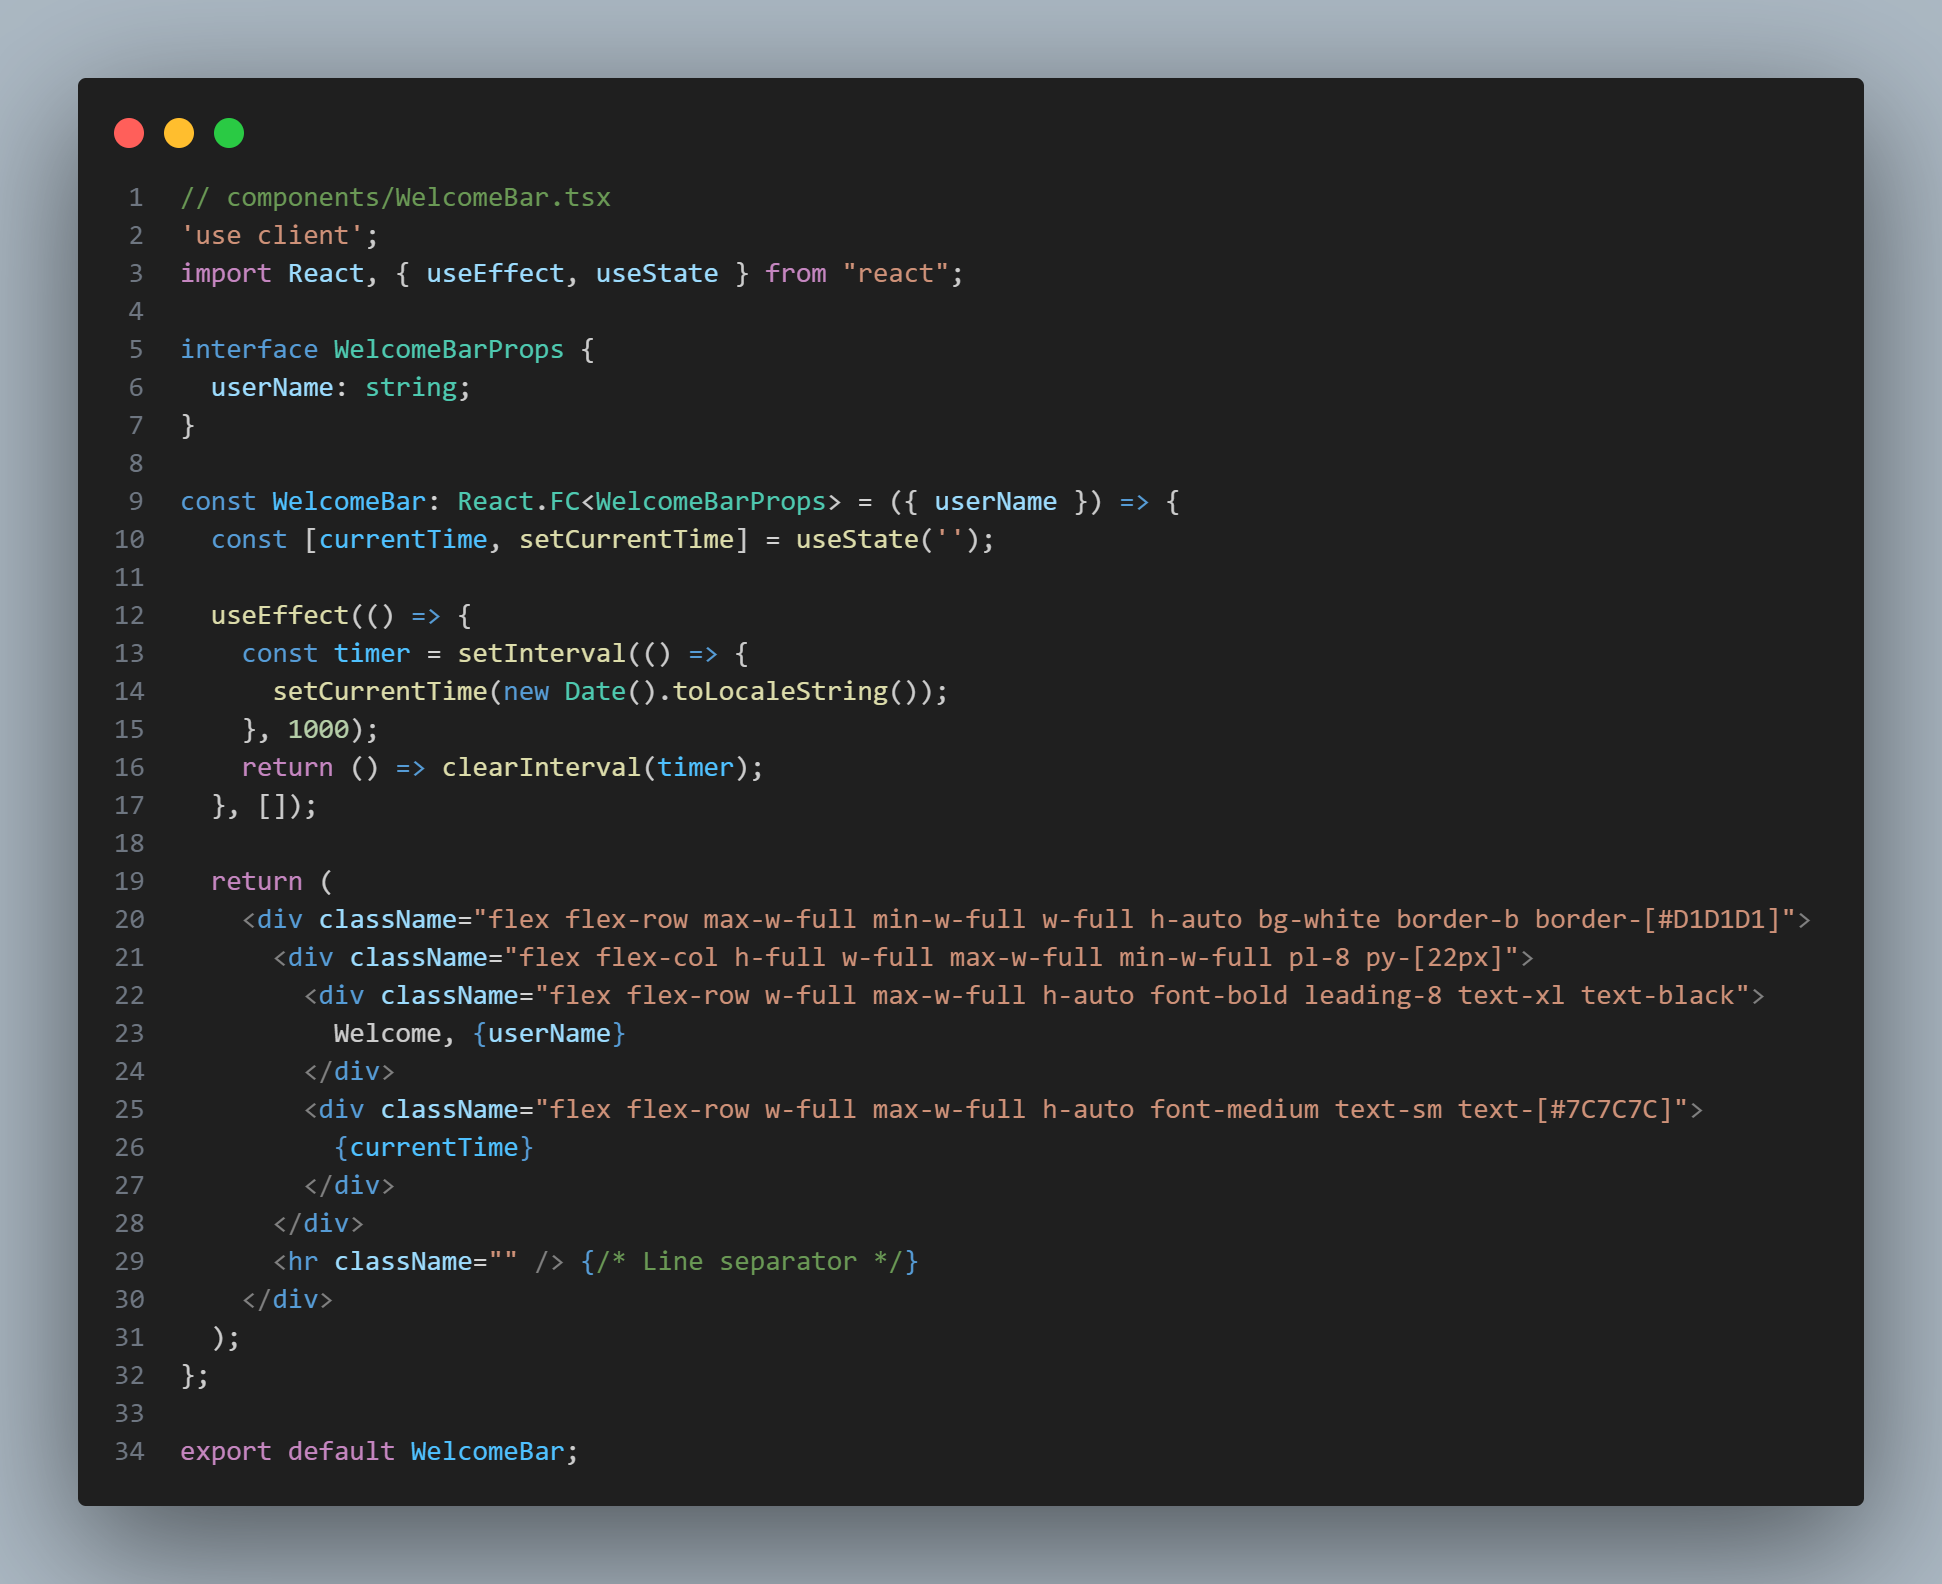 1 // components/WelcomeBar.tsx
2 'use client';
3 import React, { useEffect, useState } from "react";
4
5 interface WelcomeBarProps {
6   userName: string;
7 }
8
9 const WelcomeBar: React.FC<WelcomeBarProps> = ({ userName }) => {
10   const [currentTime, setCurrentTime] = useState('');
11
12   useEffect(() => {
13     const timer = setInterval(() => {
14       setCurrentTime(new Date().toLocaleString());
15     }, 1000);
16     return () => clearInterval(timer);
17   }, []);
18
19   return (
20     <div className="flex flex-row max-w-full min-w-full w-full h-auto bg-white border-b border-[#D1D1D1]">
21       <div className="flex flex-col h-full w-full max-w-full min-w-full pl-8 py-[22px]">
22         <div className="flex flex-row w-full max-w-full h-auto font-bold leading-8 text-xl text-black">
23           Welcome, {userName}
24         </div>
25         <div className="flex flex-row w-full max-w-full h-auto font-medium text-sm text-[#7C7C7C]">
26           {currentTime}
27         </div>
28       </div>
29       <hr className="" /> {/* Line separator */}
30     </div>
31   );
32 };
33
34 export default WelcomeBar;